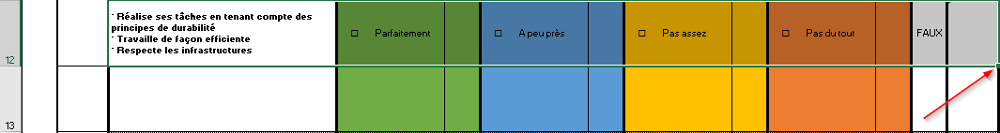 * Réalise ses tâches en tenant compte des
principes de durabilité
* Travaille de façon efficiente
* Respecte les infrastructures
Parfaitement
A peu près
Pas assez
Pas du tout
FAUX
12
13